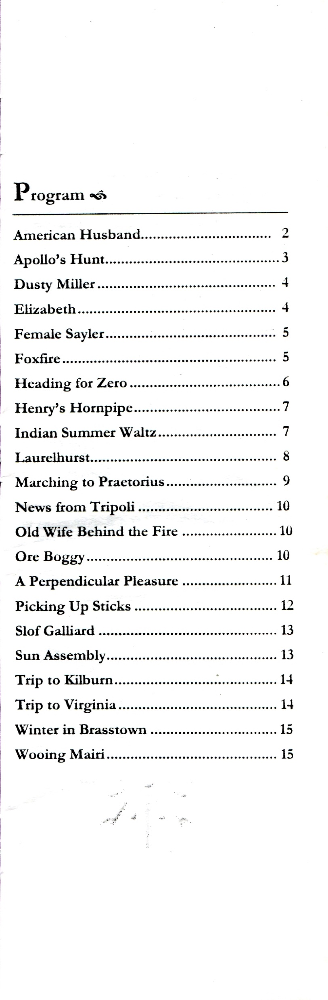 Program
American Husband................................. 2
Apollo's Hunt............................................3
Dusty Miller............................................. 4
Elizabeth.................................................. 4
Female Sayler........................................... 5
Foxfire...................................................... 5
Heading for Zero......................................6
Henry's Hornpipe.....................................7
Indian Summer Waltz.............................. 7
Laurelhurst............................................... 8
Marching to Praetorius............................ 9
News from Tripoli.................................. 10
Old Wife Behind the Fire ........................10
Ore Boggy............................................... 10
A Perpendicular Pleasure ........................11
Picking Up Sticks ....................................12
Slof Galliard .............................................13
Sun Assembly...........................................13
Trip to Kilburn.........................................14
Trip to Virginia........................................14
Winter in Brasstown ................................15
Wooing Mairi...........................................15